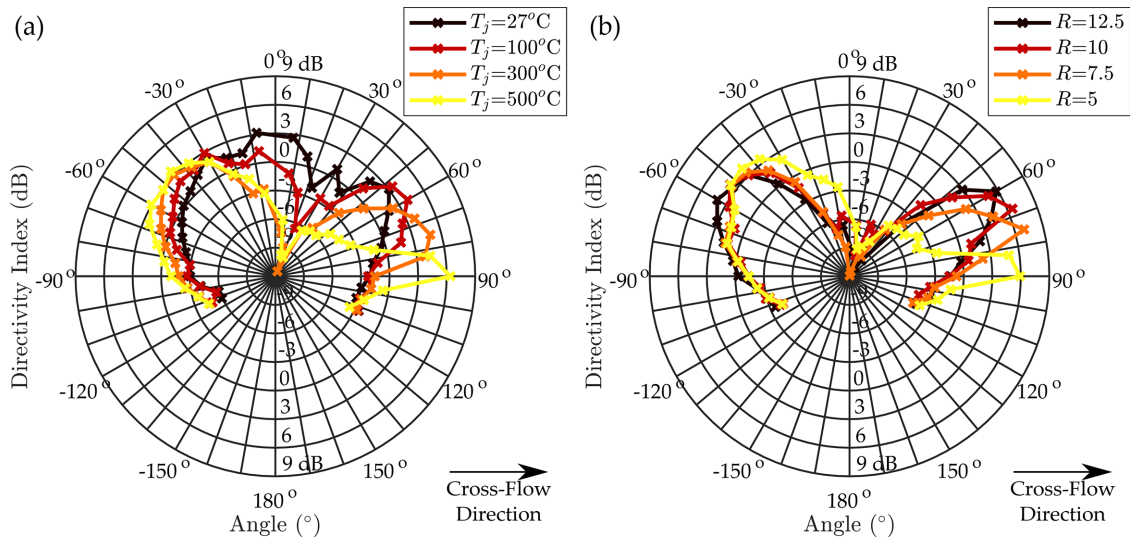 (a)
T_j=27°C
T_j=100°C
T_j=300°C
T_j=500°C
0°
9 dB
-30° 6 30°
3
-60° 0 60°
-3
-6
-90° 90°
-6
-3
-120° 0 120°
3
6
-150° 9 dB 150°
180°
Directivity Index (dB)
Angle (°)
Cross-Flow
Direction
(b)
R=12.5
R=10
R=7.5
R=5
0°
9 dB
-30° 6 30°
3
-60° 0 60°
-3
-6
-90° 90°
-6
-3
-120° 0 120°
3
6
-150° 9 dB 150°
180°
Directivity Index (dB)
Angle (°)
Cross-Flow
Direction